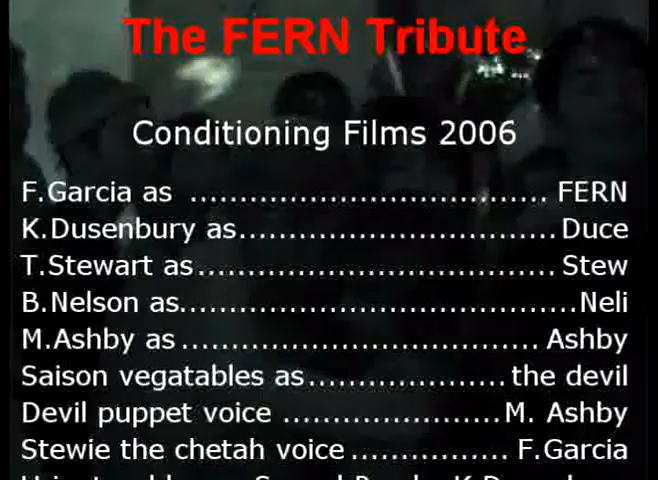 The FERN Tribute
Conditioning Films 2006
F.Garcia as ................................... FERN
K.Dusenbury as............................... Duce
T.Stewart as................................... Stew
B.Nelson as.......................................Neli
M.Ashby as................................... Ashby
Saison vegatables as...................the devil
Devil puppet voice .....................M. Ashby
Stewie the chetah voice................ F.Garcia